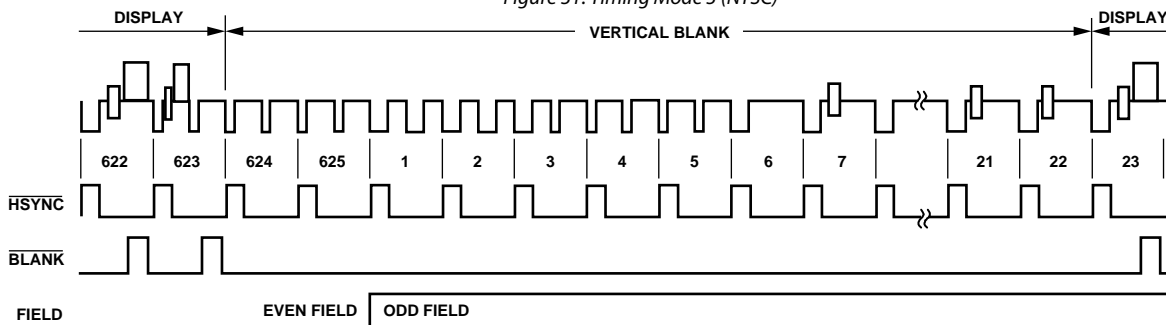 Figure 51. Timing Mode 3 (NTSC)
DISPLAY VERTICAL BLANK DISPLAY
622 623 624 625 1 2 3 4 5 6 7 21 22 23
HSYNC
BLANK
FIELD EVEN FIELD ODD FIELD